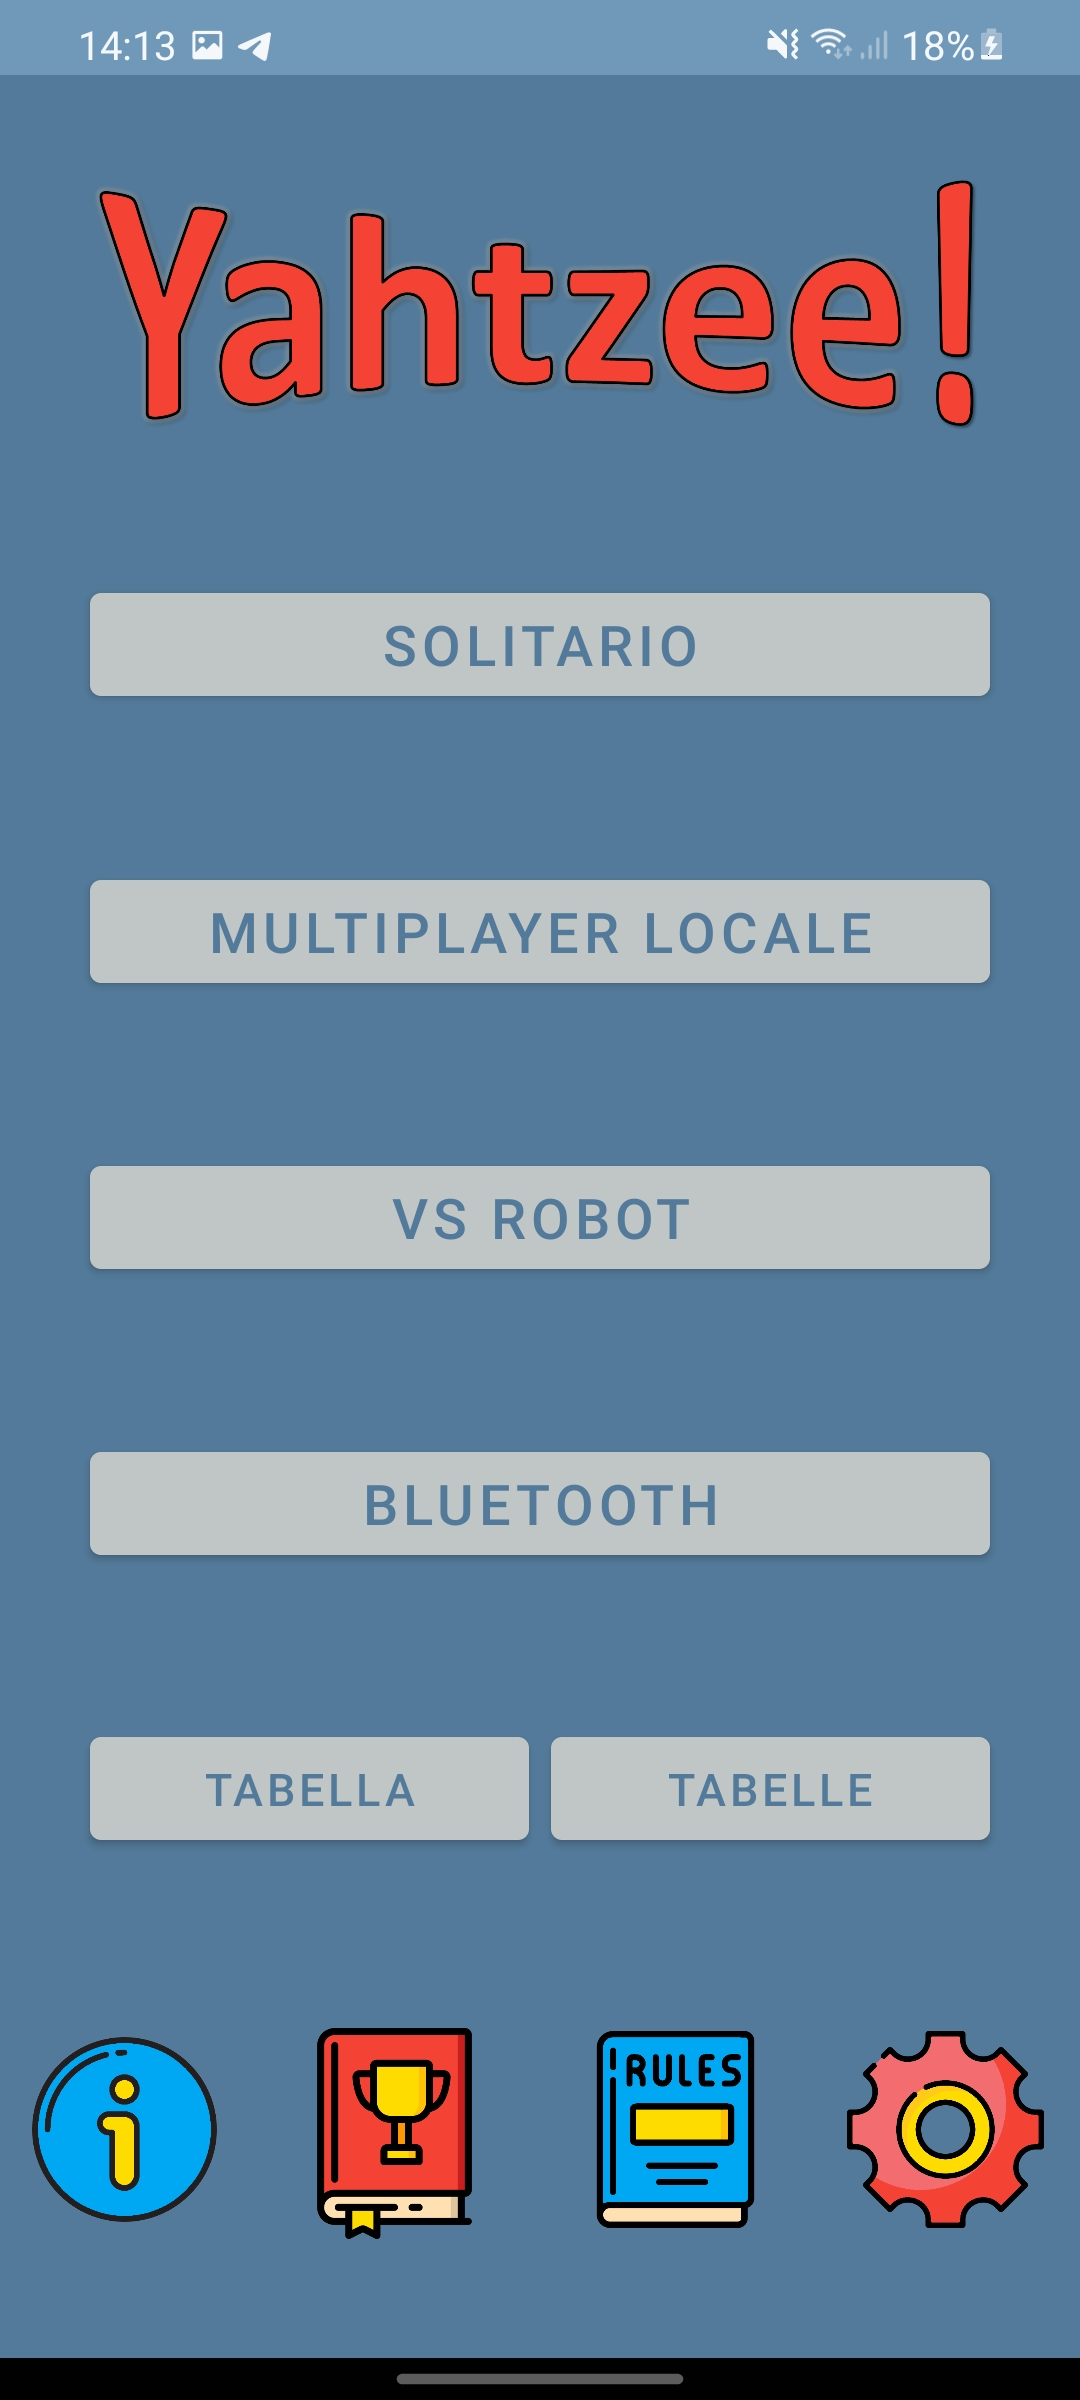 14:13 18%
Yahtzee!
SOLITARIO
MULTIPLAYER LOCALE
VS ROBOT
BLUETOOTH
TABELLA TABELLE
RULES